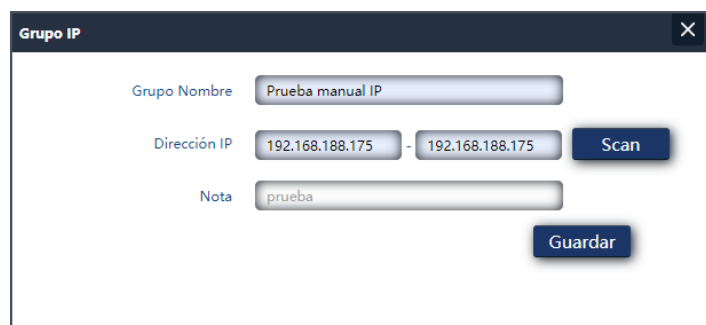 Grupo IP
Grupo Nombre Prueba manual IP
Dirección IP 192.168.188.175 - 192.168.188.175 Scan
Nota prueba
Guardar